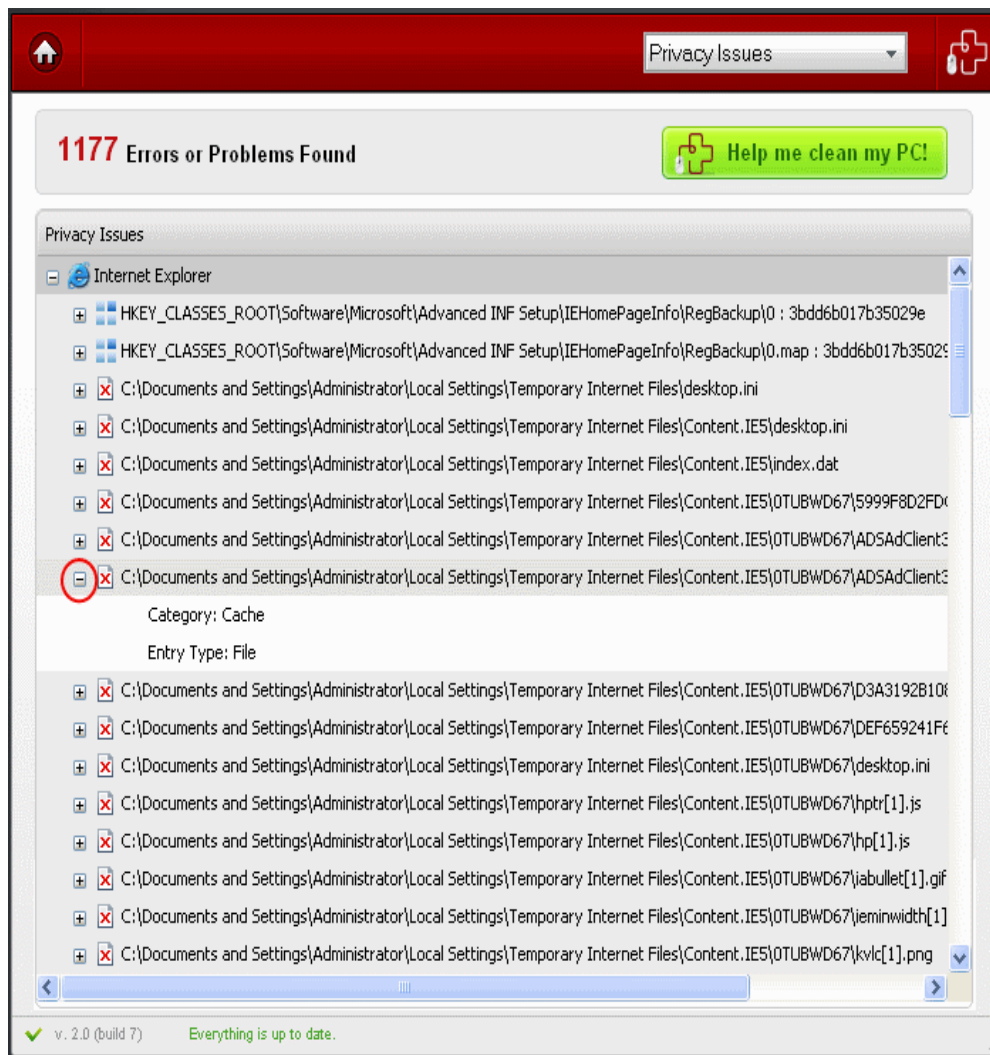 Privacy Issues
1177 Errors or Problems Found
Help me clean my PC!
Privacy Issues
Internet Explorer
HKEY_CLASSES_ROOT\Software\Microsoft\Advanced INF Setup\IEHomePageInfo\RegBackup\0 : 3bdd6b017b35029e
HKEY_CLASSES_ROOT\Software\Microsoft\Advanced INF Setup\IEHomePageInfo\RegBackup\0.map : 3bdd6b017b35029
C:\Documents and Settings\Administrator\Local Settings\Temporary Internet Files\desktop.ini
C:\Documents and Settings\Administrator\Local Settings\Temporary Internet Files\Content.IE5\desktop.ini
C:\Documents and Settings\Administrator\Local Settings\Temporary Internet Files\Content.IE5\index.dat
C:\Documents and Settings\Administrator\Local Settings\Temporary Internet Files\Content.IE5\0TUBWD67\5999F8D2FD
C:\Documents and Settings\Administrator\Local Settings\Temporary Internet Files\Content.IE5\0TUBWD67\ADSAdClient3
C:\Documents and Settings\Administrator\Local Settings\Temporary Internet Files\Content.IE5\0TUBWD67\ADSAdClient3
Category: Cache
Entry Type: File
C:\Documents and Settings\Administrator\Local Settings\Temporary Internet Files\Content.IE5\0TUBWD67\D3A3192B108
C:\Documents and Settings\Administrator\Local Settings\Temporary Internet Files\Content.IE5\0TUBWD67\DEF659241F6
C:\Documents and Settings\Administrator\Local Settings\Temporary Internet Files\Content.IE5\0TUBWD67\desktop.ini
C:\Documents and Settings\Administrator\Local Settings\Temporary Internet Files\Content.IE5\0TUBWD67\hptr[1].js
C:\Documents and Settings\Administrator\Local Settings\Temporary Internet Files\Content.IE5\0TUBWD67\hp[1].js
C:\Documents and Settings\Administrator\Local Settings\Temporary Internet Files\Content.IE5\0TUBWD67\iabullet[1].gif
C:\Documents and Settings\Administrator\Local Settings\Temporary Internet Files\Content.IE5\0TUBWD67\ieminwidth[1]
C:\Documents and Settings\Administrator\Local Settings\Temporary Internet Files\Content.IE5\0TUBWD67\kvlc[1].png
v. 2.0 (build 7) Everything is up to date.